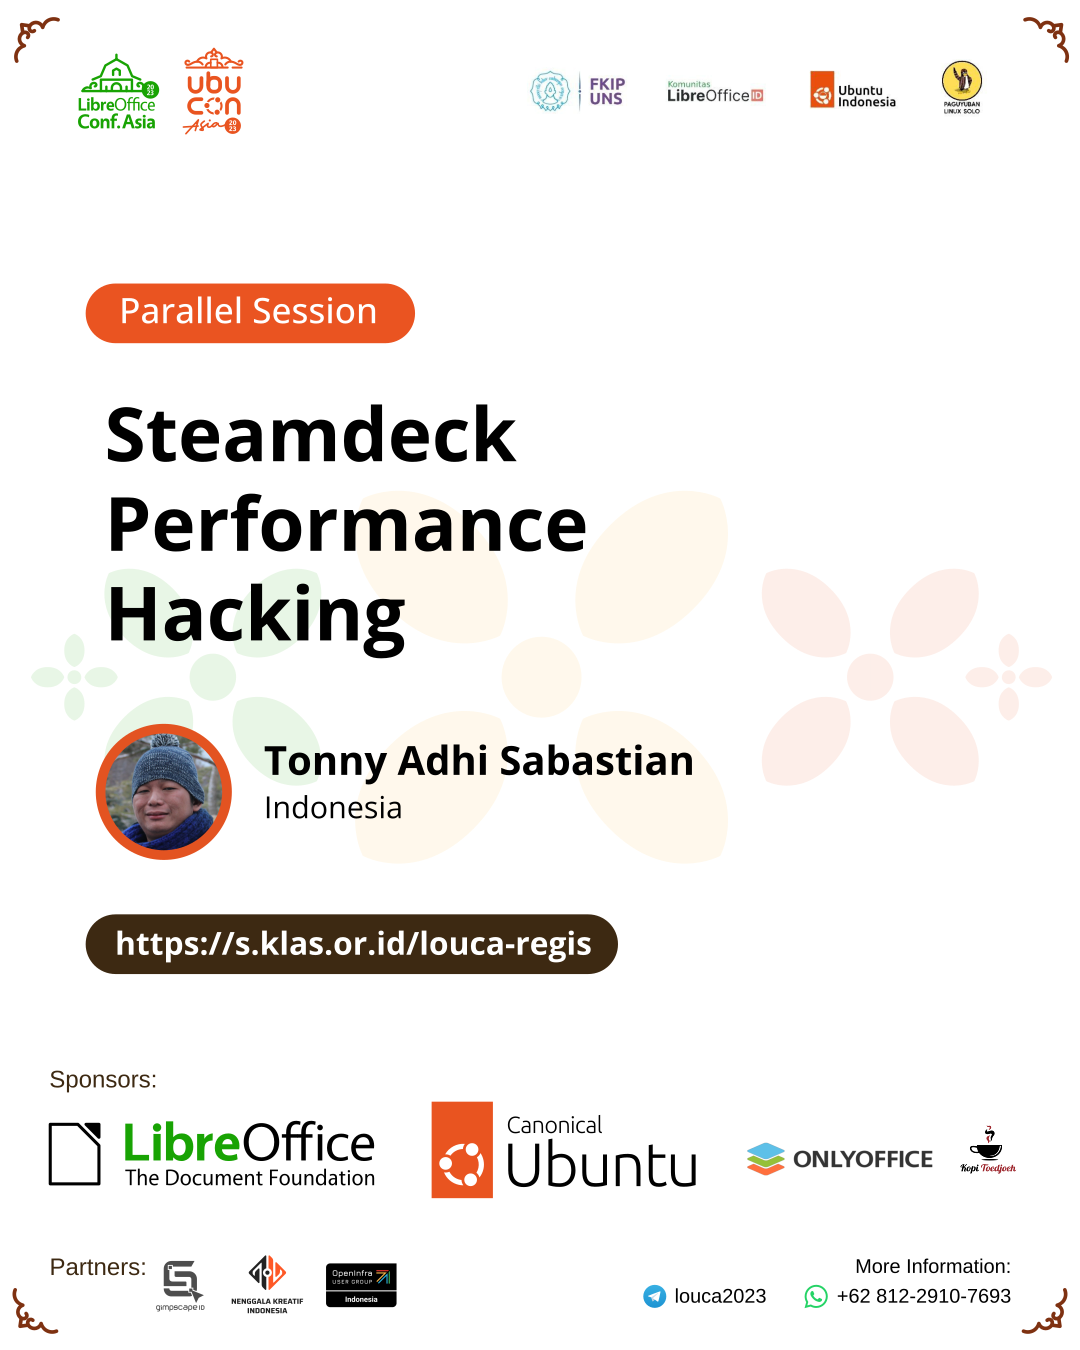 LibreOffice
Conf. Asia
2023
ubu
con
Asia
2023
FKIP
UNS
Komunitas
LibreOffice ID
Ubuntu
Indonesia
PAGUYUBAN
LINUX SOLO
Parallel Session
Steamdeck
Performance
Hacking
Tonny Adhi Sabastian
Indonesia
https://s.klas.or.id/louca-regis
Sponsors:
LibreOffice
The Document Foundation
Canonical
Ubuntu
ONLYOFFICE
Kopi Toedjoeh
Partners:
gimpscape ID
NENGGALA KREATIF
INDONESIA
OpenInfra
USER GROUP
Indonesia
More Information:
louca2023
+62 812-2910-7693